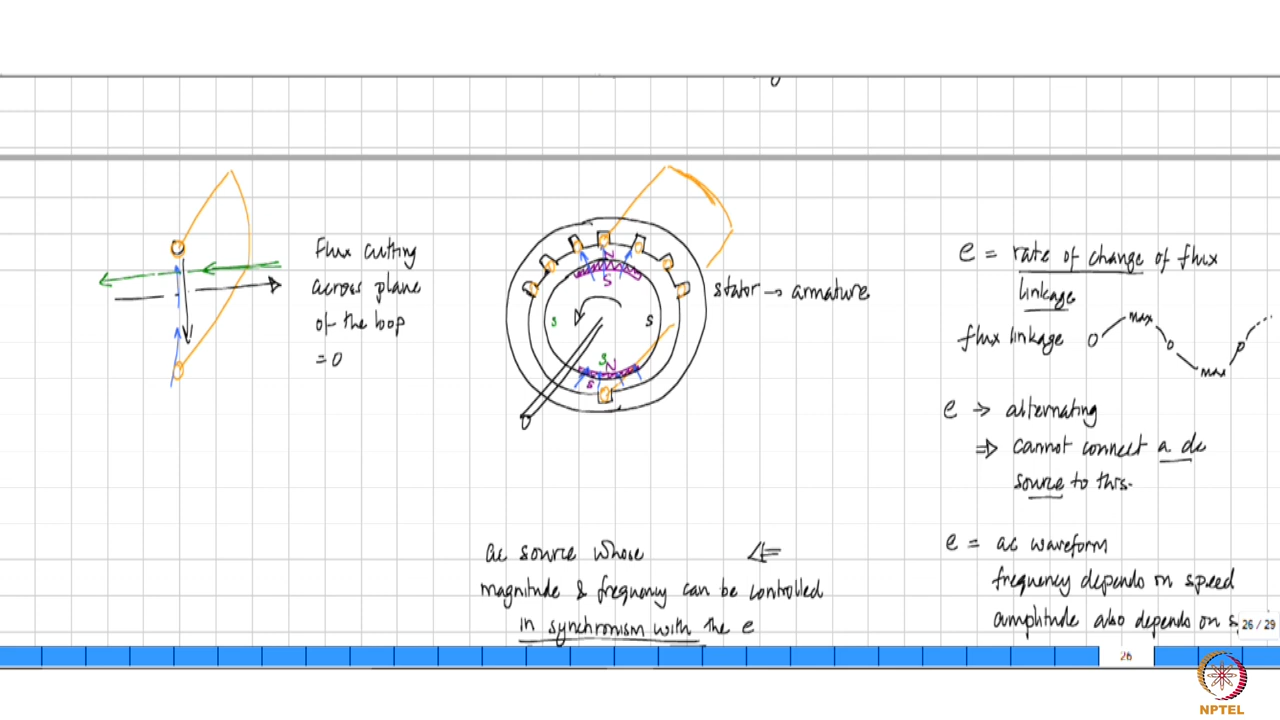 Flux cutting
across plane
of the loop
= 0
N
S
S
S
S
N
S
stator → armature
e = rate of change of flux
linkage
flux linkage 0 max 0 max 0
e → alternating
⇒ cannot connect a dc
source to this.
ac source whose ⇐
magnitude & frequency can be controlled
in synchronism with the e
e = ac waveform
frequency depends on speed
amplitude also depends on
26 / 29
26
NPTEL